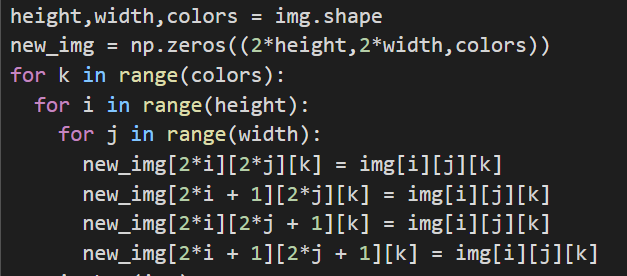 height,width,colors = img.shape
new_img = np.zeros((2*height,2*width,colors))
for k in range(colors):
  for i in range(height):
    for j in range(width):
      new_img[2*i][2*j][k] = img[i][j][k]
      new_img[2*i + 1][2*j][k] = img[i][j][k]
      new_img[2*i][2*j + 1][k] = img[i][j][k]
      new_img[2*i + 1][2*j + 1][k] = img[i][j][k]